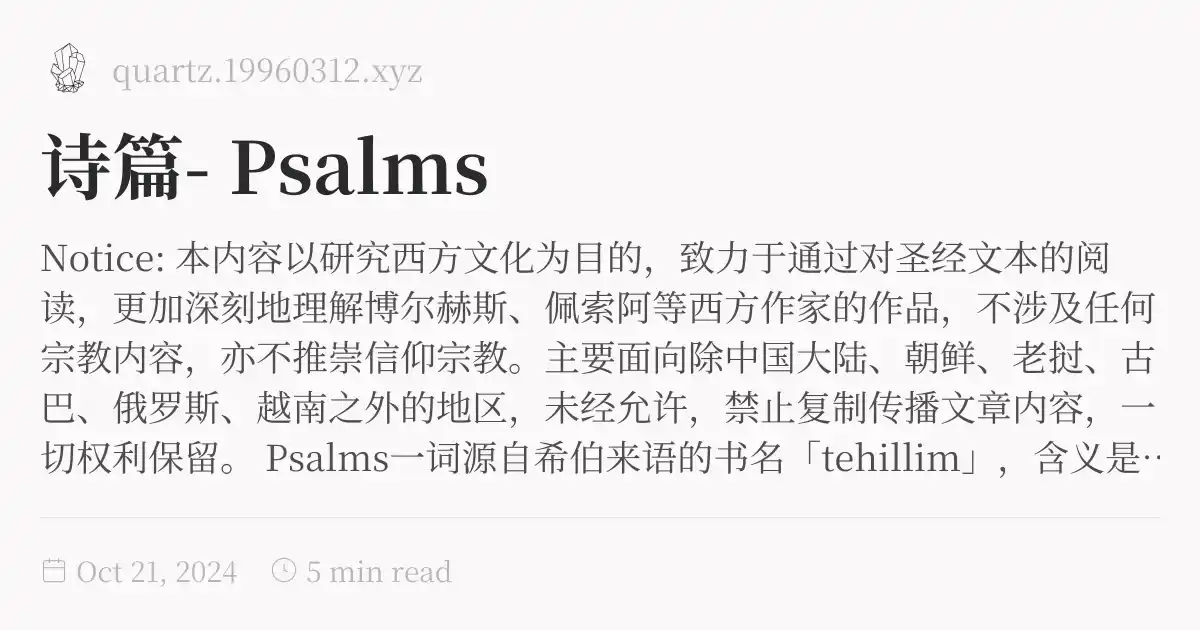 quartz.19960312.xyz
诗篇- Psalms
Notice: 本内容以研究西方文化为目的，致力于通过对圣经文本的阅
读，更加深刻地理解博尔赫斯、佩索阿等西方作家的作品，不涉及任何
宗教内容，亦不推崇信仰宗教。主要面向除中国大陆、朝鲜、老挝、古
巴、俄罗斯、越南之外的地区，未经允许，禁止复制传播文章内容，一
切权利保留。 Psalms一词源自希伯来语的书名「tehillim」，含义是··
Oct 21, 2024 5 min read